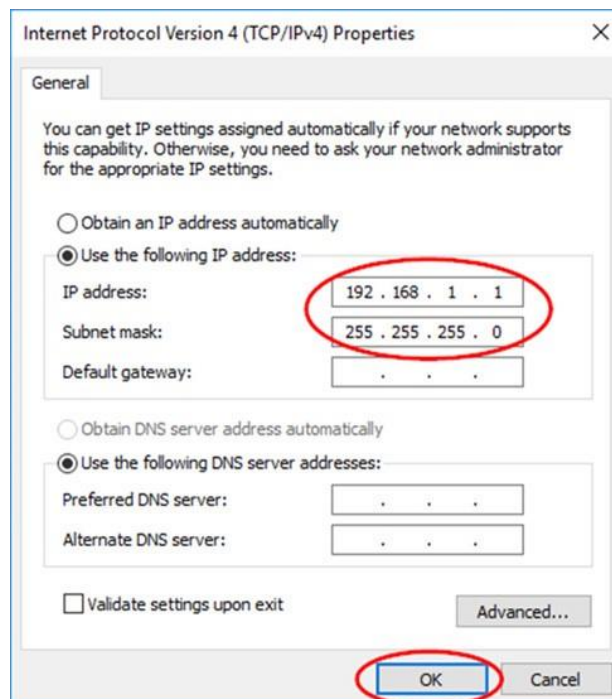 Internet Protocol Version 4 (TCP/IPv4) Properties
General
You can get IP settings assigned automatically if your network supports
this capability. Otherwise, you need to ask your network administrator
for the appropriate IP settings.
Obtain an IP address automatically
Use the following IP address:
IP address: 192 . 168 . 1 . 1
Subnet mask: 255 . 255 . 255 . 0
Default gateway: . . .
Obtain DNS server address automatically
Use the following DNS server addresses:
Preferred DNS server: . . .
Alternate DNS server: . . .
Validate settings upon exit
Advanced...
OK Cancel